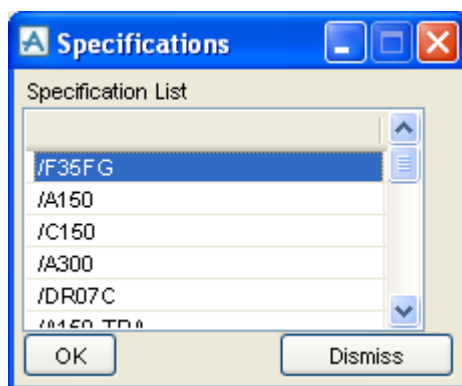 Specifications
Specification List
/F35FG
/A150
/C150
/A300
/DR07C
OK
Dismiss